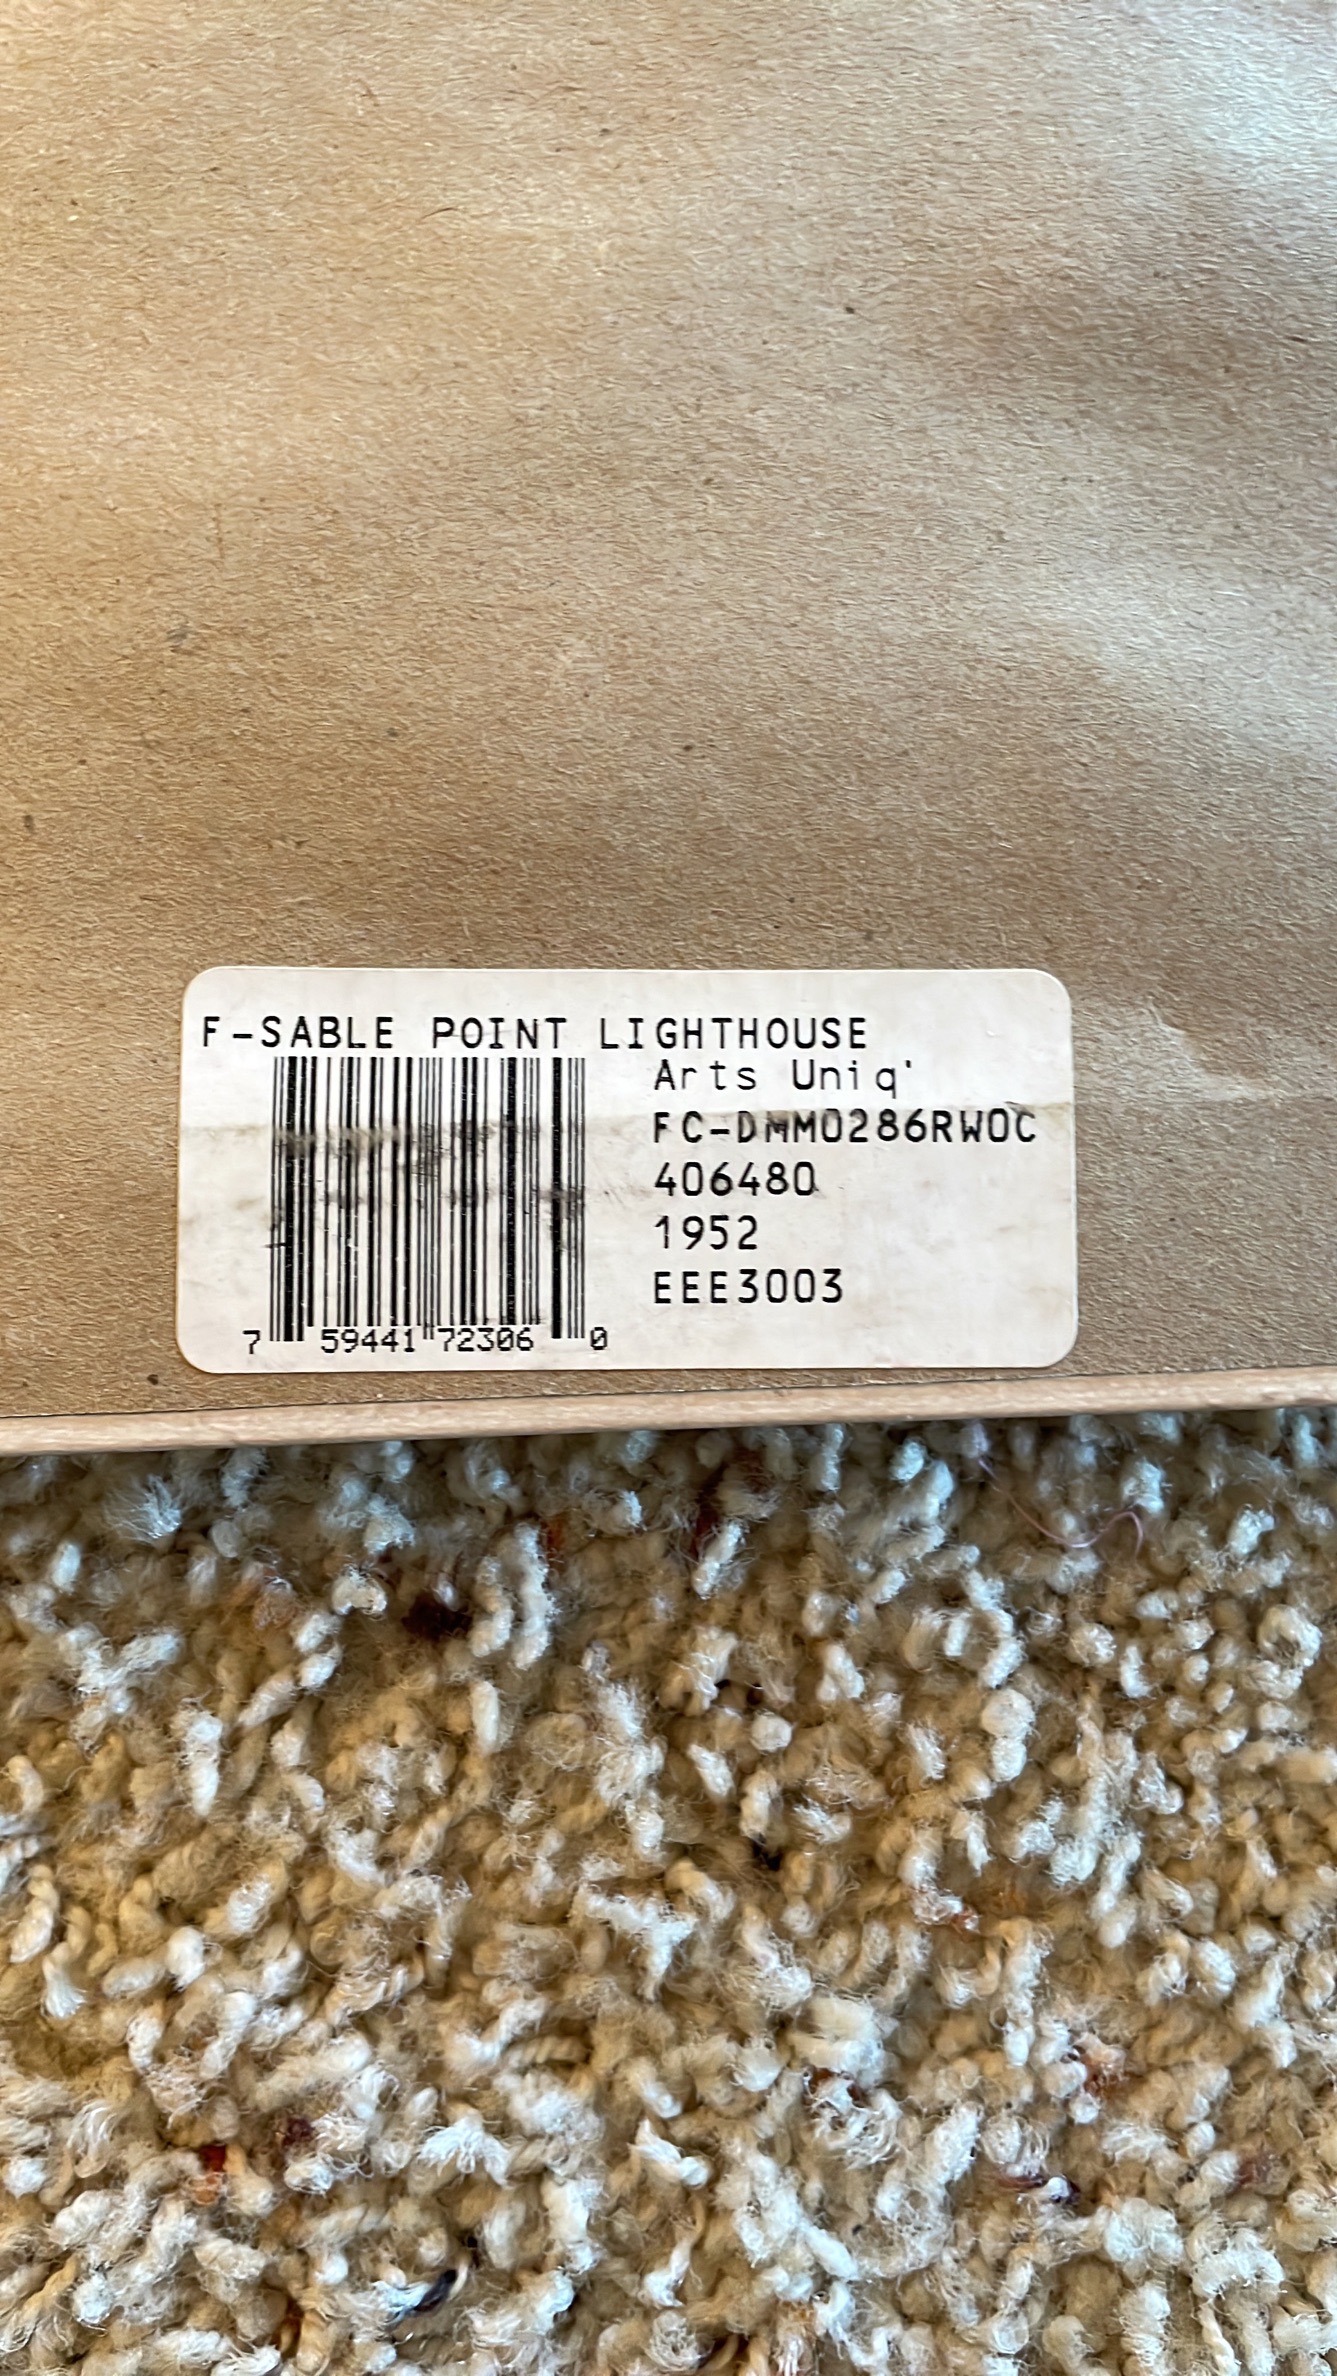 F-SABLE POINT LIGHTHOUSE
Arts Uniq'
FC-DMM0286RWOC
406480
1952
EEE3003
7 59441 72306 0